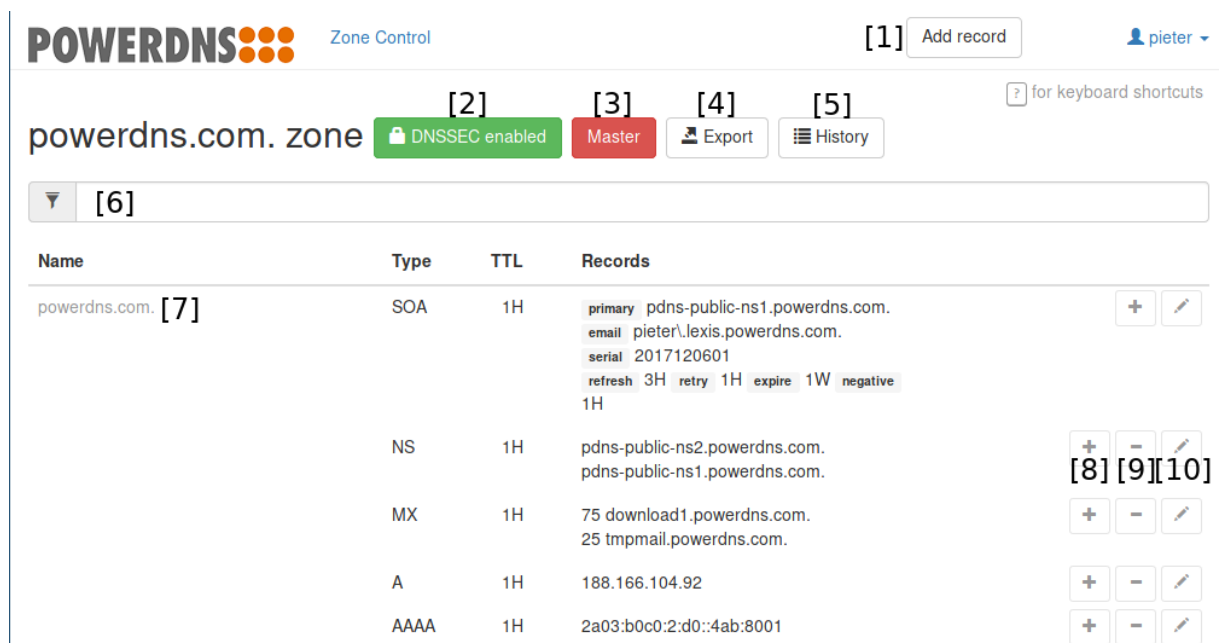 POWERDNS Zone Control [1] Add record pieter
? for keyboard shortcuts
[2] [3] [4] [5]
powerdns.com. zone DNSSEC enabled Master Export History
[6]
Name Type TTL Records
powerdns.com. [7] SOA 1H primary pdns-public-ns1.powerdns.com.
email pieter\.lexis.powerdns.com.
serial 2017120601
refresh 3H retry 1H expire 1W negative
1H
NS 1H pdns-public-ns2.powerdns.com.
pdns-public-ns1.powerdns.com. [8] [9] [10]
MX 1H 75 download1.powerdns.com.
25 tmpmail.powerdns.com.
A 1H 188.166.104.92
AAAA 1H 2a03:b0c0:2:d0::4ab:8001